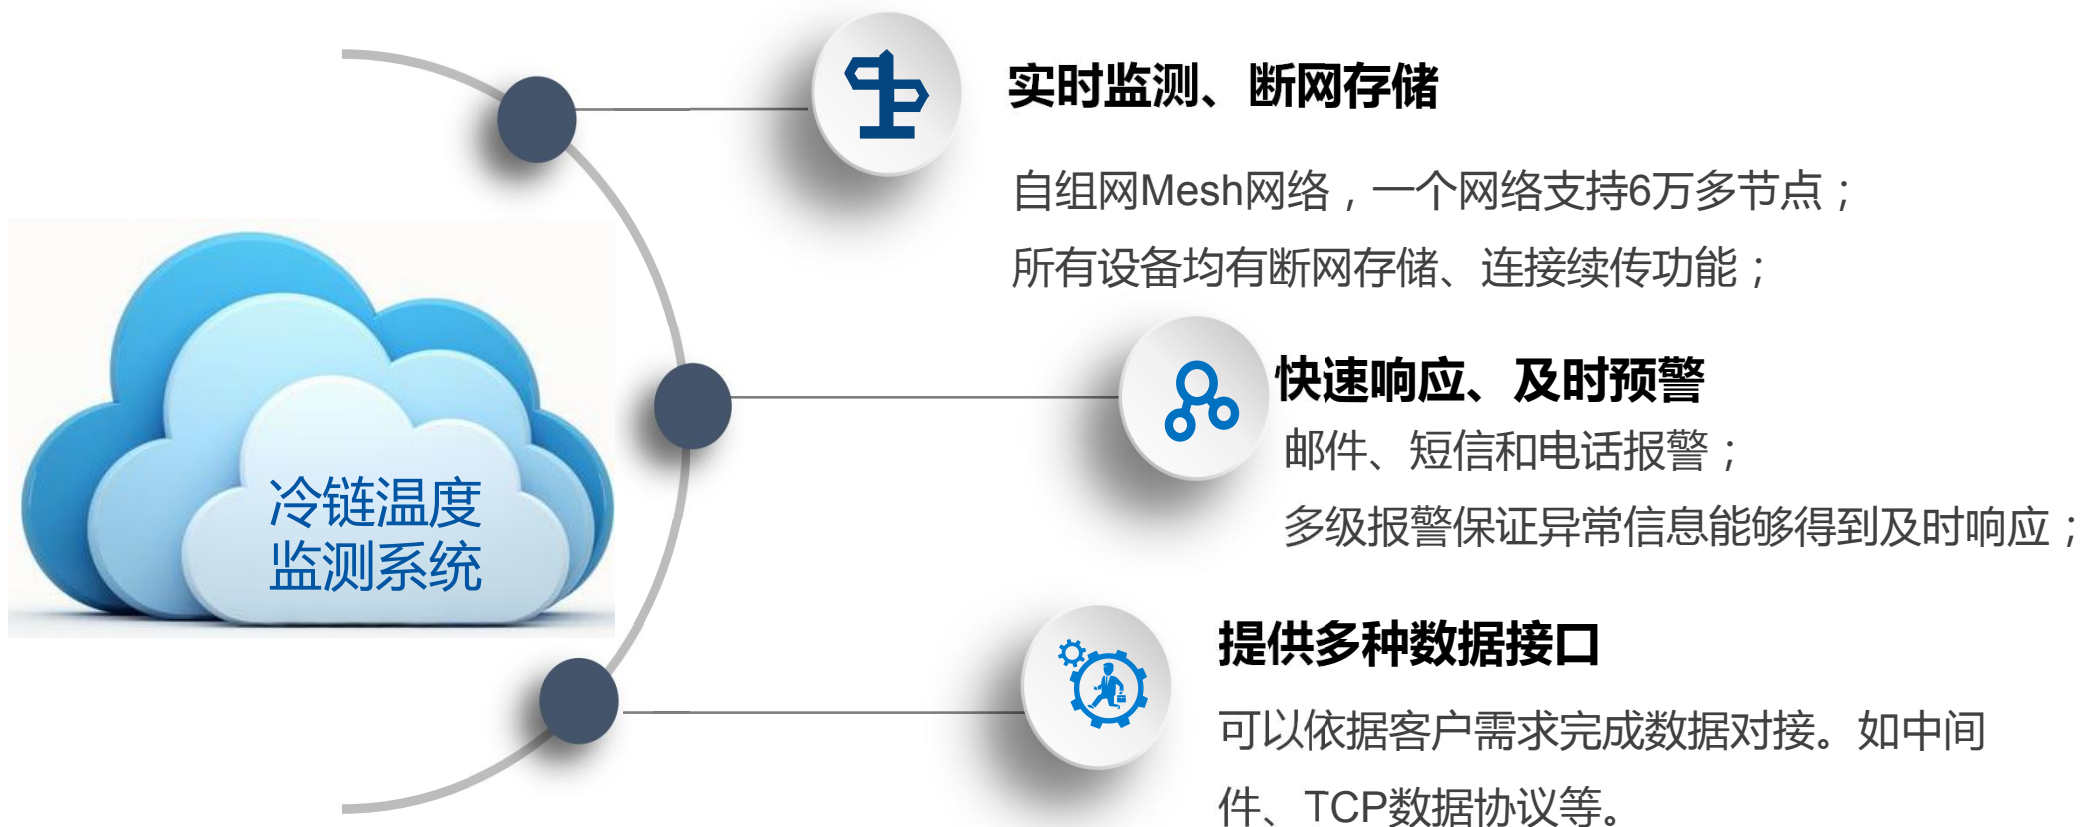 冷链温度
监测系统
实时监测、断网存储
自组网Mesh网络，一个网络支持6万多节点；
所有设备均有断网存储、连接续传功能；
快速响应、及时预警
邮件、短信和电话报警；
多级报警保证异常信息能够得到及时响应；
提供多种数据接口
可以依据客户需求完成数据对接。如中间
件、TCP数据协议等。